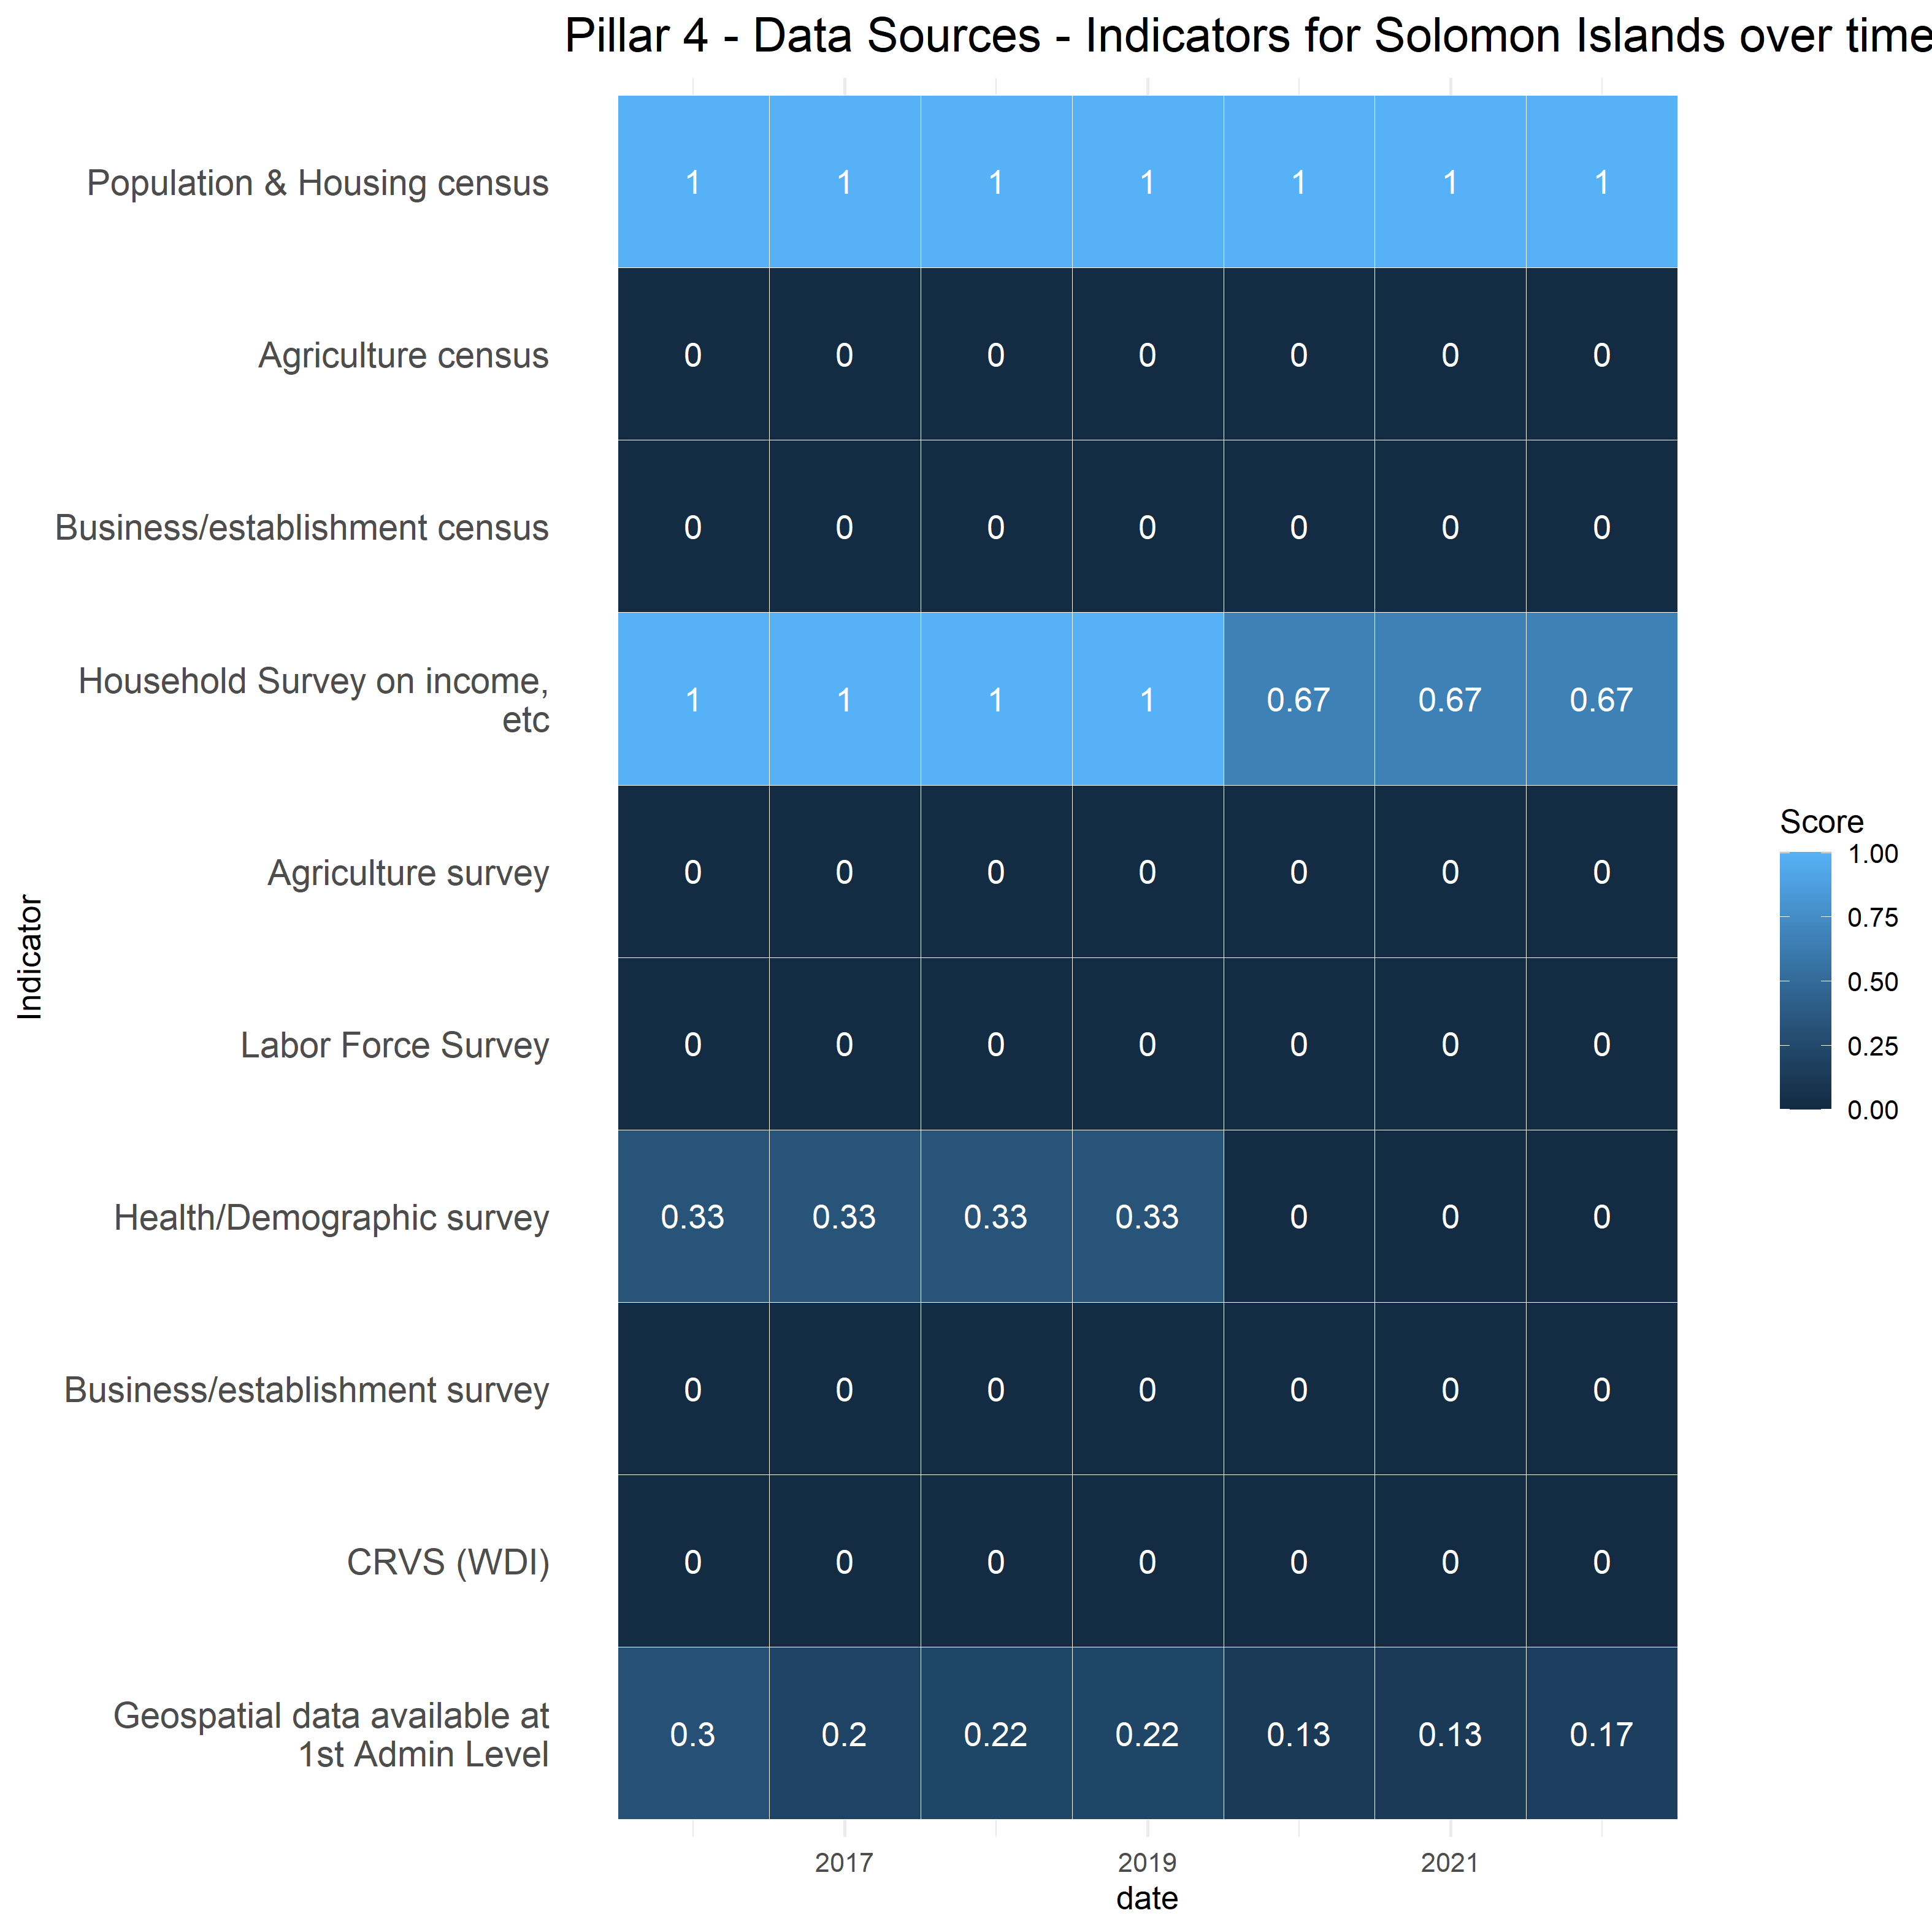 Pillar 4 - Data Sources - Indicators for Solomon Islands over time
Population & Housing census
1 1 1 1 1 1 1
Agriculture census
0 0 0 0 0 0 0
Business/establishment census
0 0 0 0 0 0 0
Household Survey on income,
etc
1 1 1 1 0.67 0.67 0.67
Agriculture survey
0 0 0 0 0 0 0
Labor Force Survey
0 0 0 0 0 0 0
Health/Demographic survey
0.33 0.33 0.33 0.33 0 0 0
Business/establishment survey
0 0 0 0 0 0 0
CRVS (WDI)
0 0 0 0 0 0 0
Geospatial data available at
1st Admin Level
0.3 0.2 0.22 0.22 0.13 0.13 0.17
2017 2019 2021
date
Indicator
Score
1.00
0.75
0.50
0.25
0.00